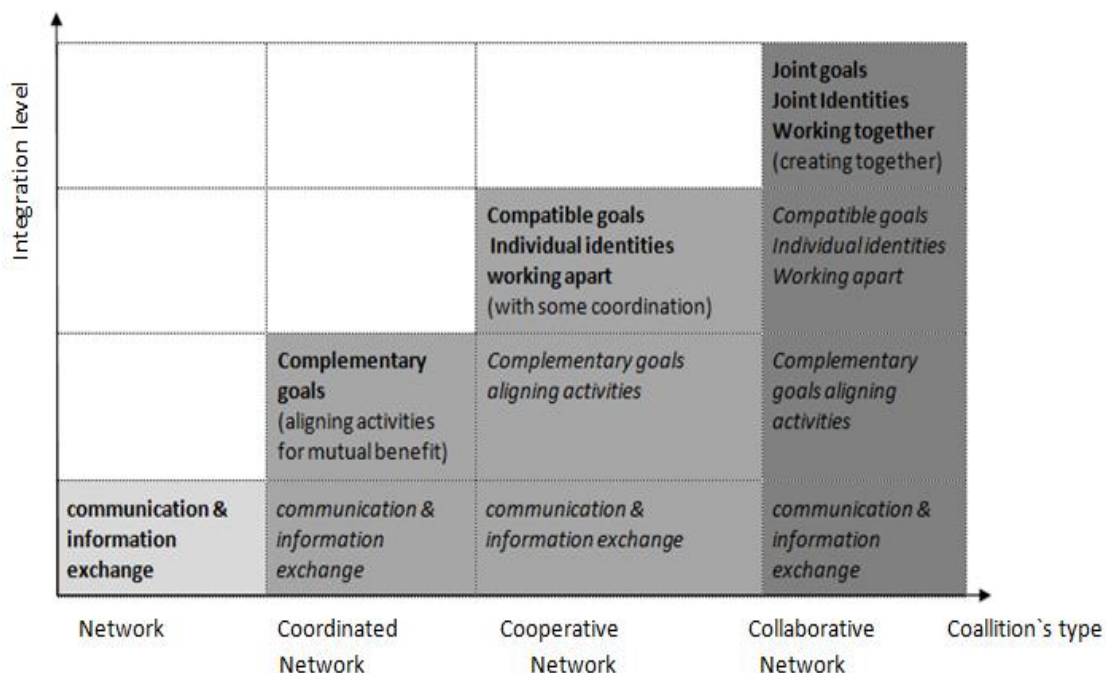 Integration level
Joint goals
Joint Identities
Working together
(creating together)
Compatible goals
Individual identities
working apart
(with some coordination)
Compatible goals
Individual identities
Working apart
Complementary
goals
(aligning activities
for mutual benefit)
Complementary goals
aligning activities
Complementary
goals aligning
activities
communication &
information
exchange
communication &
information
exchange
communication &
information exchange
communication &
information
exchange
Network
Coordinated
Network
Cooperative
Network
Collaborative
Network
Coallition`s type